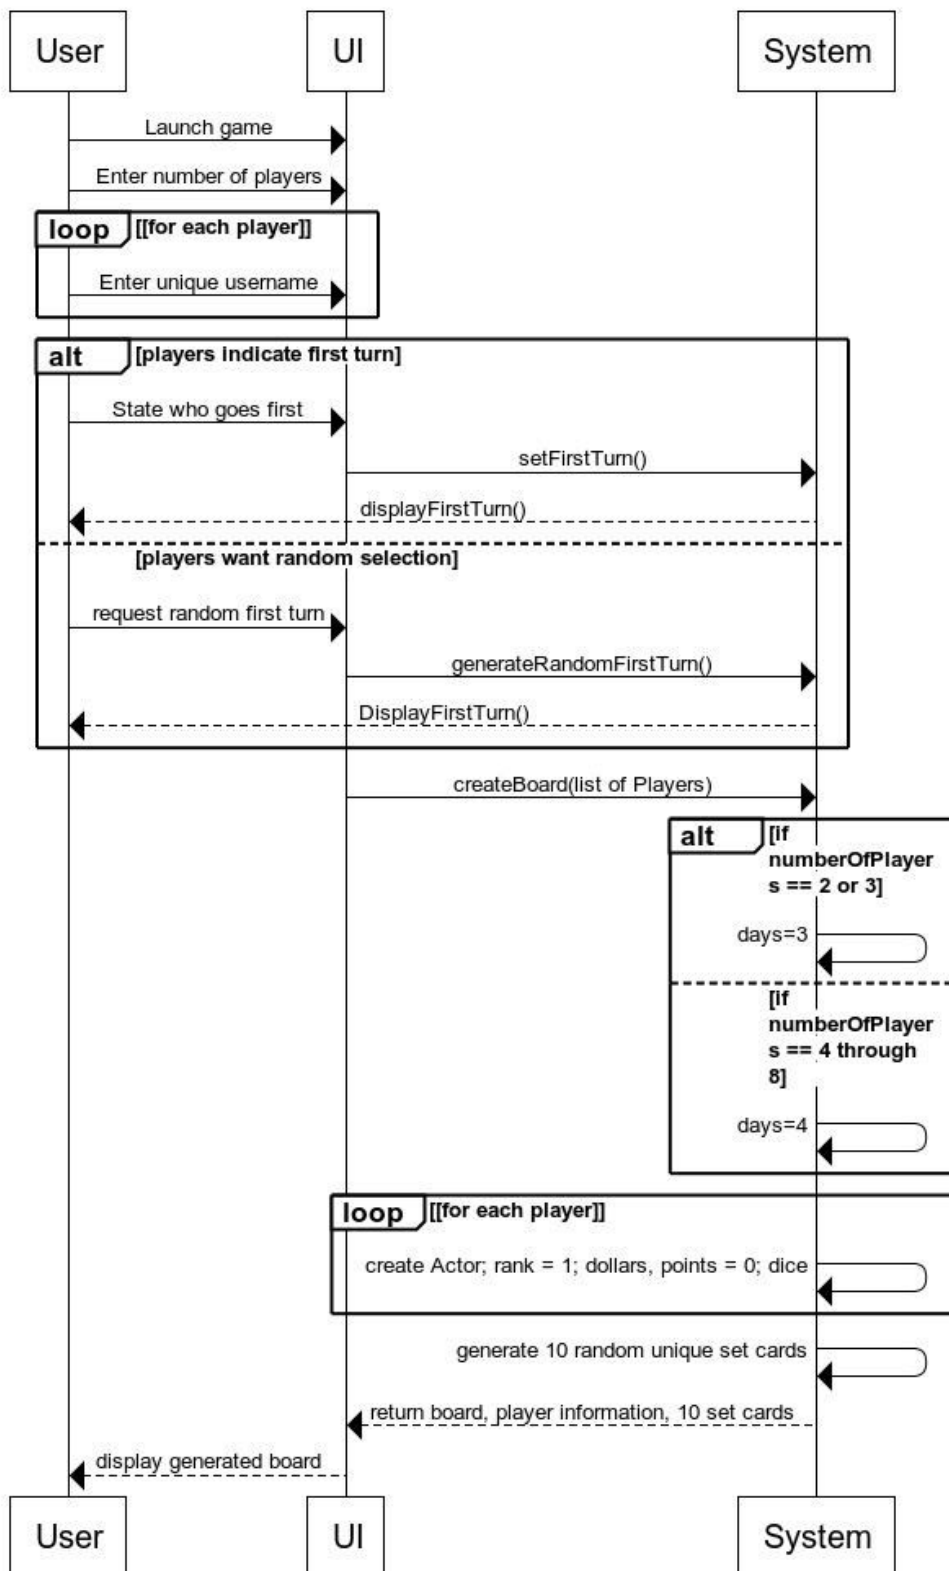 User
UI
System
Launch game
Enter number of players
loop
[[for each player]]
Enter unique username
alt
[players indicate first turn]
State who goes first
setFirstTurn()
displayFirstTurn()
[players want random selection]
request random first turn
generateRandomFirstTurn()
DisplayFirstTurn()
createBoard(list of Players)
alt
[if
numberOfPlayer
s == 2 or 3]
days=3
[if
numberOfPlayer
s == 4 through
8]
days=4
loop
[[for each player]]
create Actor; rank = 1; dollars, points = 0; dice
generate 10 random unique set cards
return board, player information, 10 set cards
display generated board
User
UI
System